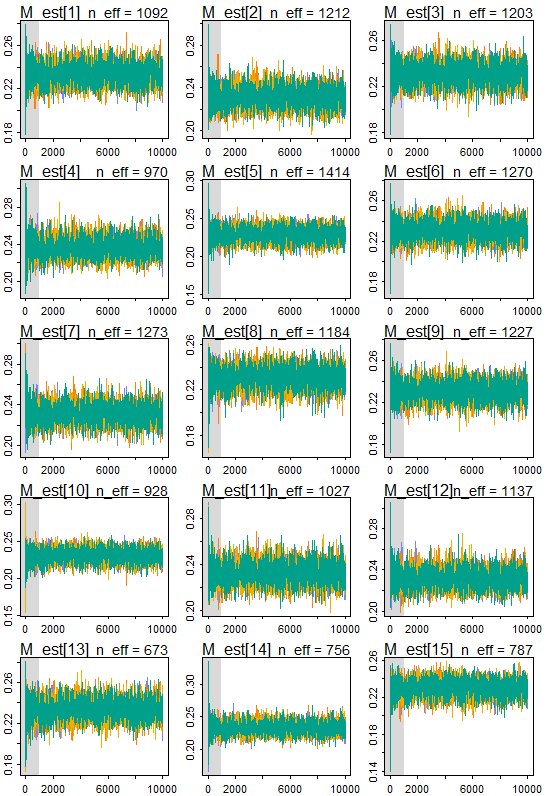 M_est[1] n_eff = 1092 M_est[2] n_eff = 1212 M_est[3] n_eff = 1203
0.18 0.22 0.26 0.20 0.24 0.28 0.18 0.22 0.26
0 2000 6000 10000 0 2000 6000 10000 0 2000 6000 10000
M_est[4] n_eff = 970 M_est[5] n_eff = 1414 M_est[6] n_eff = 1270
0.20 0.24 0.28 0.15 0.20 0.25 0.30 0.18 0.22 0.26
0 2000 6000 10000 0 2000 6000 10000 0 2000 6000 10000
M_est[7] n_eff = 1273 M_est[8] n_eff = 1184 M_est[9] n_eff = 1227
0.20 0.24 0.28 0.18 0.22 0.26 0.18 0.22 0.26
0 2000 6000 10000 0 2000 6000 10000 0 2000 6000 10000
M_est[10] n_eff = 928 M_est[11] n_eff = 1027 M_est[12] n_eff = 1137
0.15 0.20 0.25 0.30 0.20 0.24 0.28 0.20 0.24 0.28
0 2000 6000 10000 0 2000 6000 10000 0 2000 6000 10000
M_est[13] n_eff = 673 M_est[14] n_eff = 756 M_est[15] n_eff = 787
0.18 0.22 0.26 0.20 0.25 0.30 0.14 0.18 0.22 0.26
0 2000 6000 10000 0 2000 6000 10000 0 2000 6000 10000